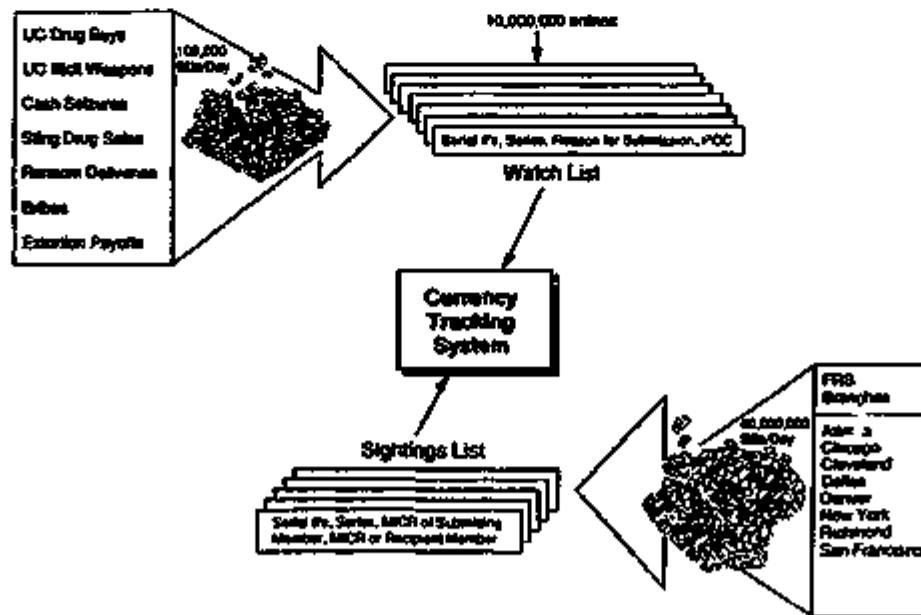 UC Drug Buys
UC Illicit Weapons
Cash Seizures
Sting Drug Sales
Ransom Deliveries
Bribes
Extortion Payoffs
100,000
Bills/Day
10,000,000 entries
Serial #'s, Series, Reason for Submission, POC
Watch List
Currency
Tracking
System
Sightings List
Serial #'s, Series, MICR of Submitting
Member, MICR or Recipient Member
FRS
Branches
Bills/Day
Chicago
Cleveland
Dallas
Denver
New York
Richmond
San Francisco